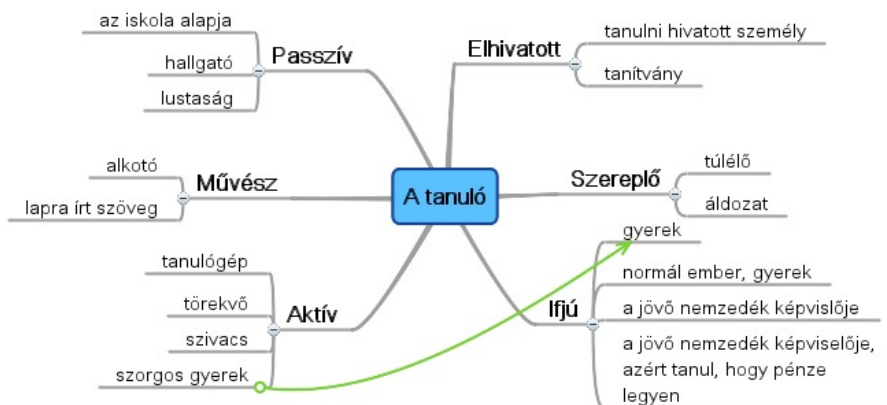 A tanuló
Passzív
az iskola alapja
hallgató
lustaság
Művész
alkotó
lapra írt szöveg
Aktív
tanulógép
törekvő
szivacs
szorgos gyerek
Elhivatott
tanulni hivatott személy
tanítvány
Szereplő
túlélő
áldozat
Ifjú
gyerek
normál ember, gyerek
a jövő nemzedék képvislője
a jövő nemzedék képviselője,
azért tanul, hogy pénze
legyen